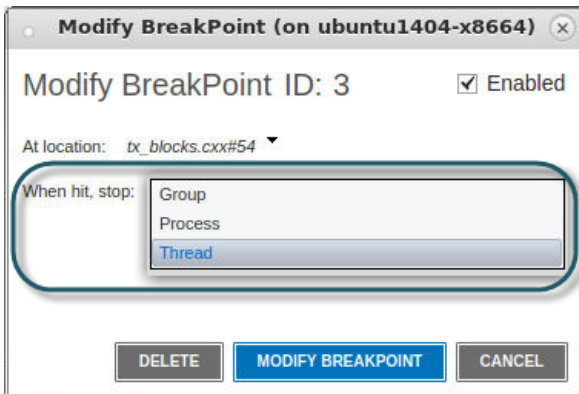 Modify BreakPoint (on ubuntu1404-x8664)
Modify BreakPoint ID: 3 Enabled
At location: tx_blocks.cxx#54
When hit, stop: Group
Process
Thread
DELETE MODIFY BREAKPOINT CANCEL